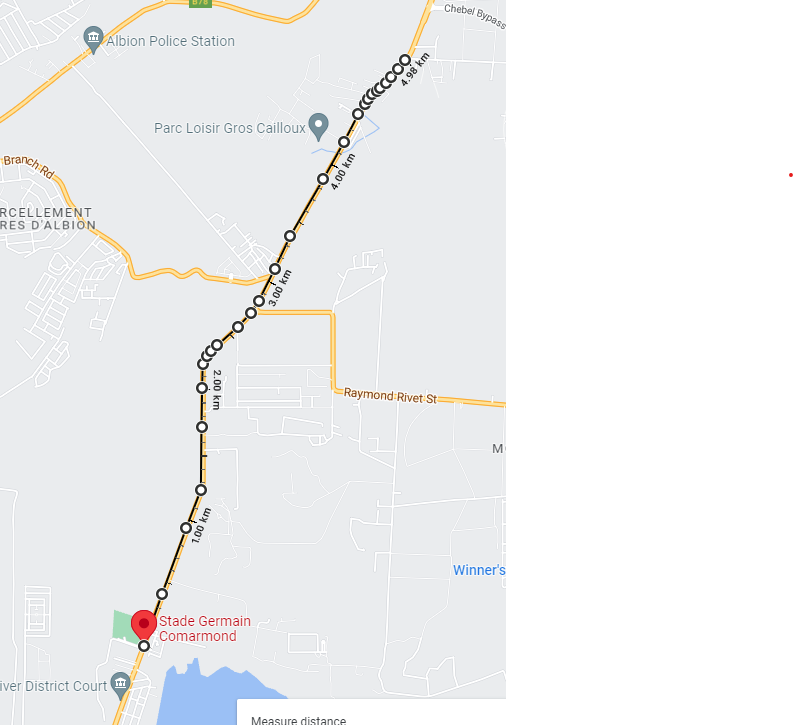 B78
Chebel Bypass
Albion Police Station
4.98 km
Parc Loisir Gros Cailloux
Branch Rd
4.00 km
RCELLEMENT
RES D'ALBION
3.00 km
2.00 km
Raymond Rivet St
M
1.00 km
Winner's
Stade Germain
Comarmond
iver District Court
Measure distance